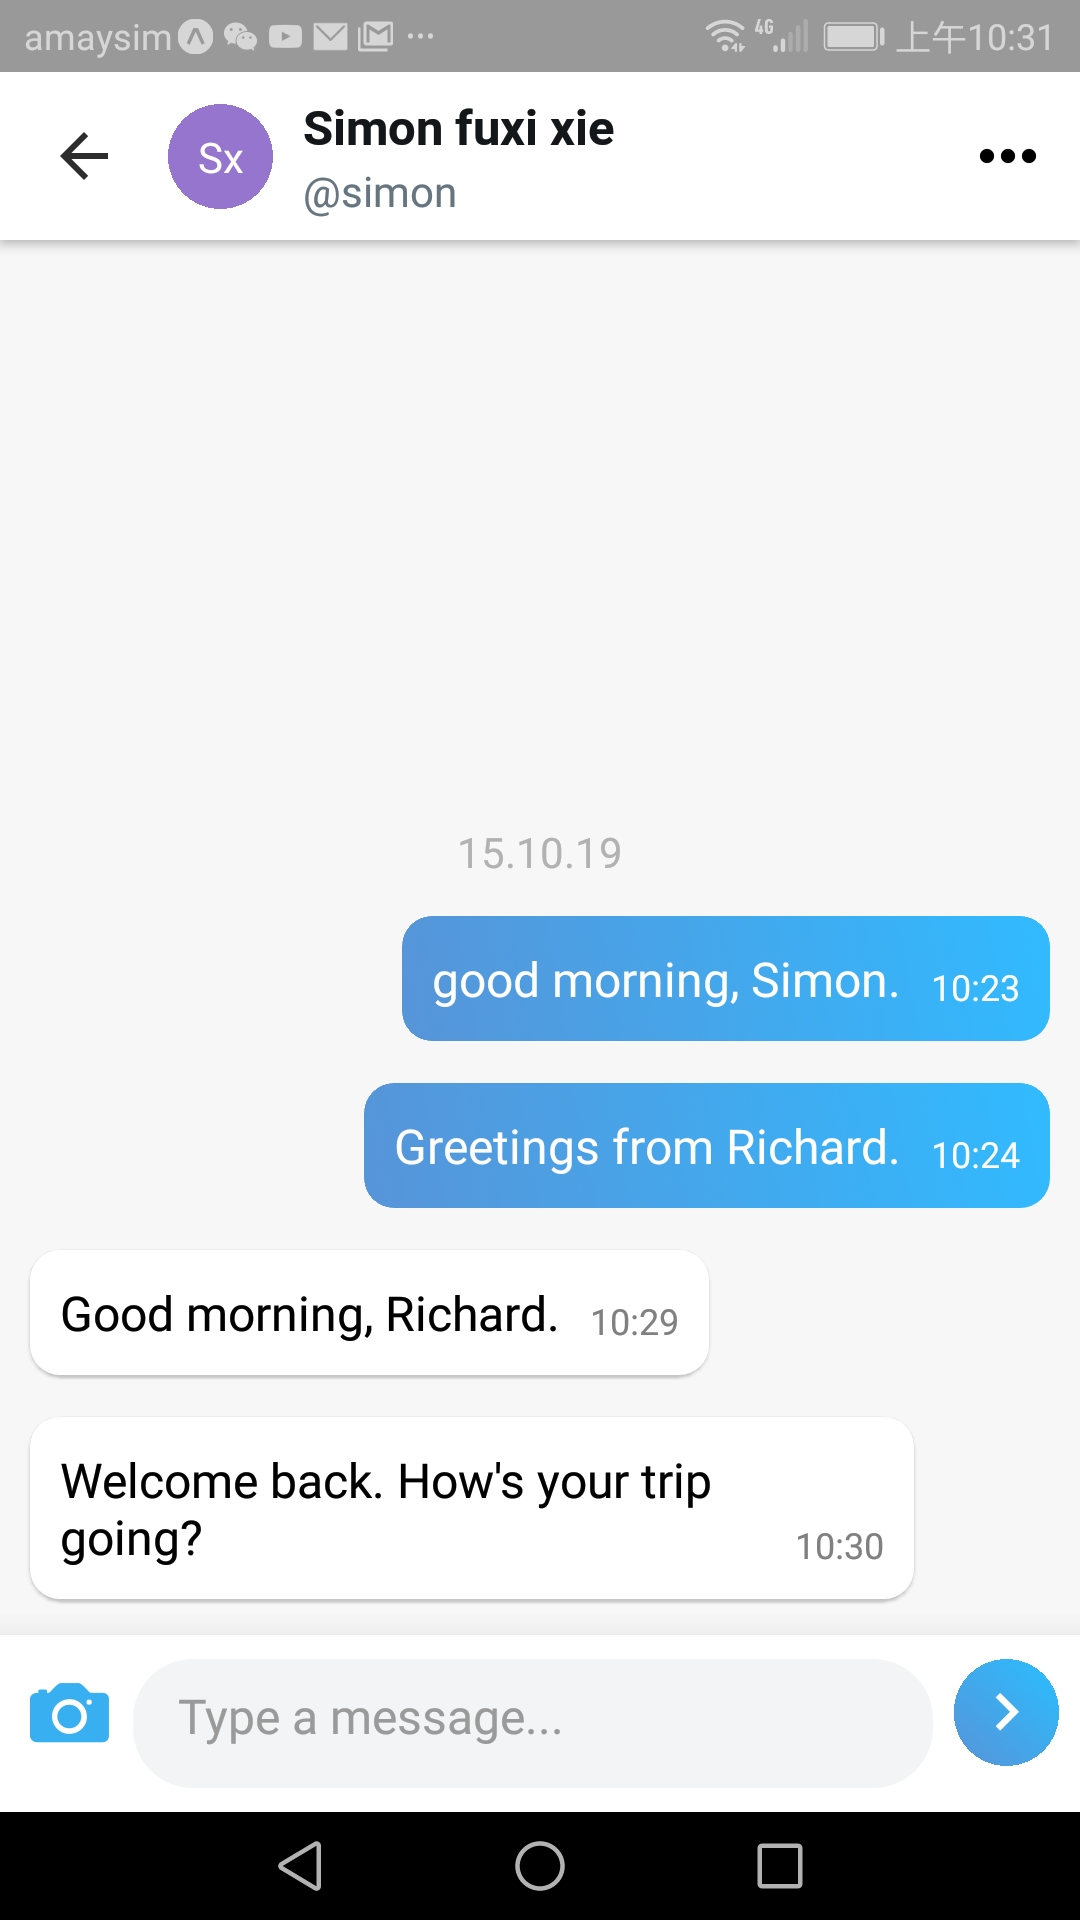 amaysim
4G
上午10:31
Sx
Simon fuxi xie
@simon
15.10.19
good morning, Simon. 10:23
Greetings from Richard. 10:24
Good morning, Richard. 10:29
Welcome back. How's your trip
going? 10:30
Type a message...